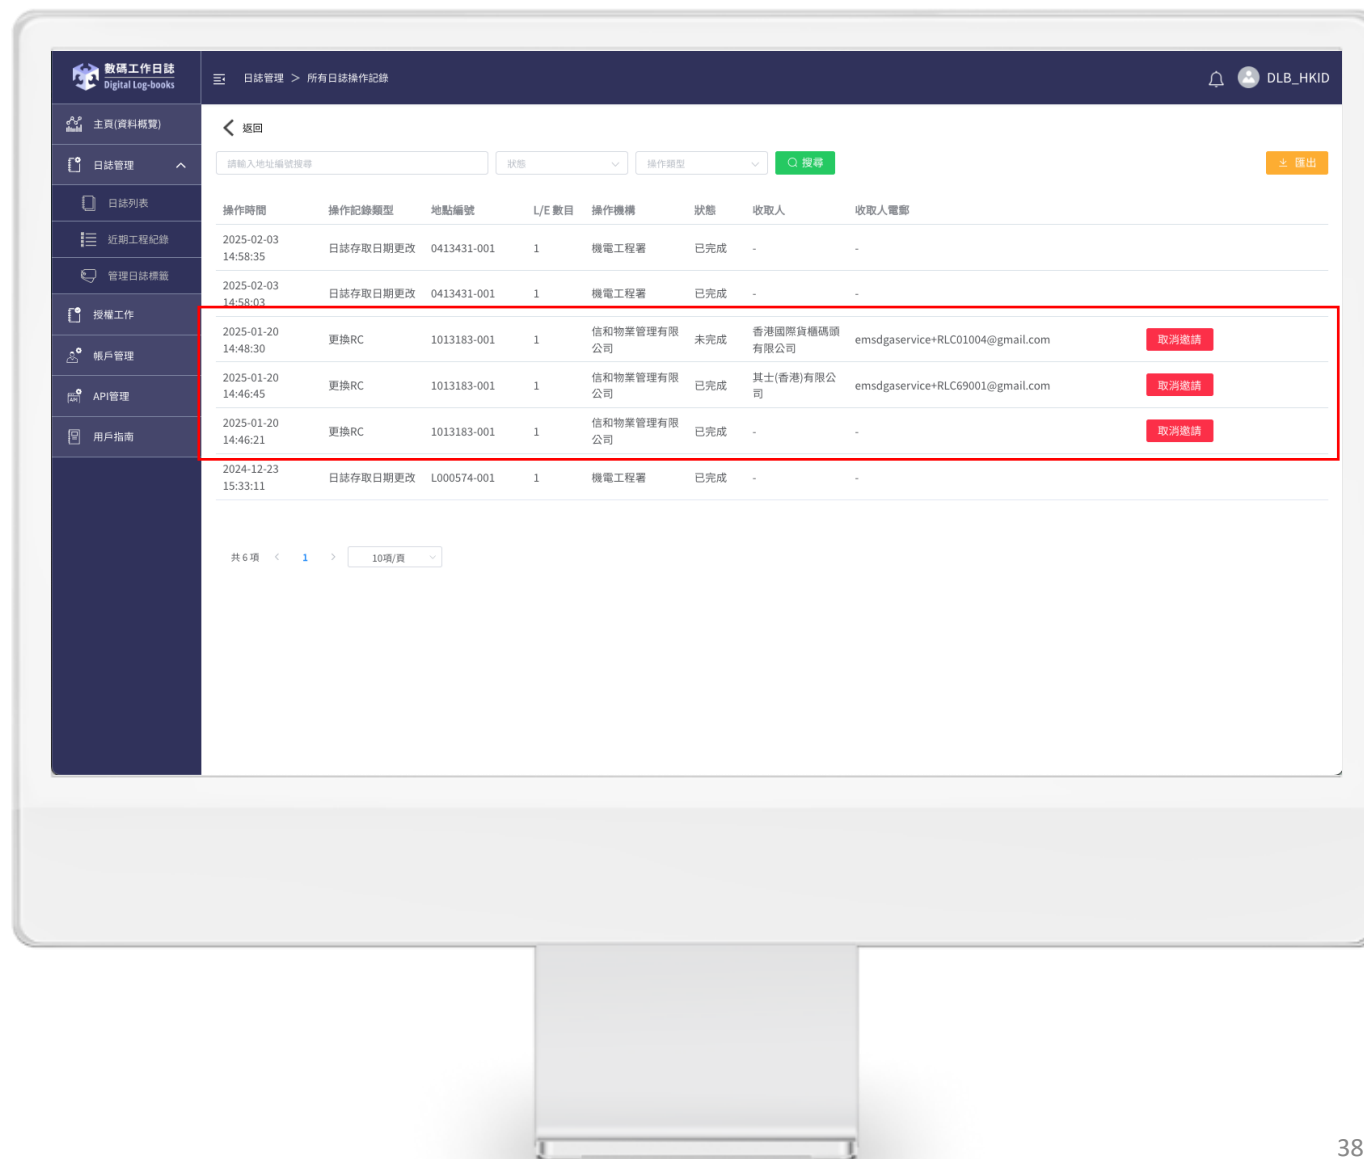 數碼工作日誌
Digital Log-books
日誌管理 > 所有日誌操作記錄
DLB_HKID
主頁(資料概覽)
日誌管理
日誌列表
近期工程紀錄
管理日誌標籤
授權工作
帳戶管理
API管理
用戶指南
返回
請輸入地址編號搜尋 狀態 操作類型 搜尋 匯出
操作時間 操作記錄類型 地點編號 L/E 數目 操作機構 狀態 收取人 收取人電郵
2025-02-03
14:58:35 日誌存取日期更改 0413431-001 1 機電工程署 已完成 - -
2025-02-03
14:58:03 日誌存取日期更改 0413431-001 1 機電工程署 已完成 - -
2025-01-20 信和物業管理有限 香港國際貨櫃碼頭
14:48:30 更換RC 1013183-001 1 公司 未完成 有限公司 emsdgaservice+RLC01004@gmail.com 取消邀請
2025-01-20 信和物業管理有限 其士(香港)有限公
14:46:45 更換RC 1013183-001 1 公司 已完成 司 emsdgaservice+RLC69001@gmail.com 取消邀請
2025-01-20 信和物業管理有限
14:46:21 更換RC 1013183-001 1 公司 已完成 - - 取消邀請
2024-12-23
15:33:11 日誌存取日期更改 L000574-001 1 機電工程署 已完成 - -
共 6 項 < 1 > 10項/頁
38